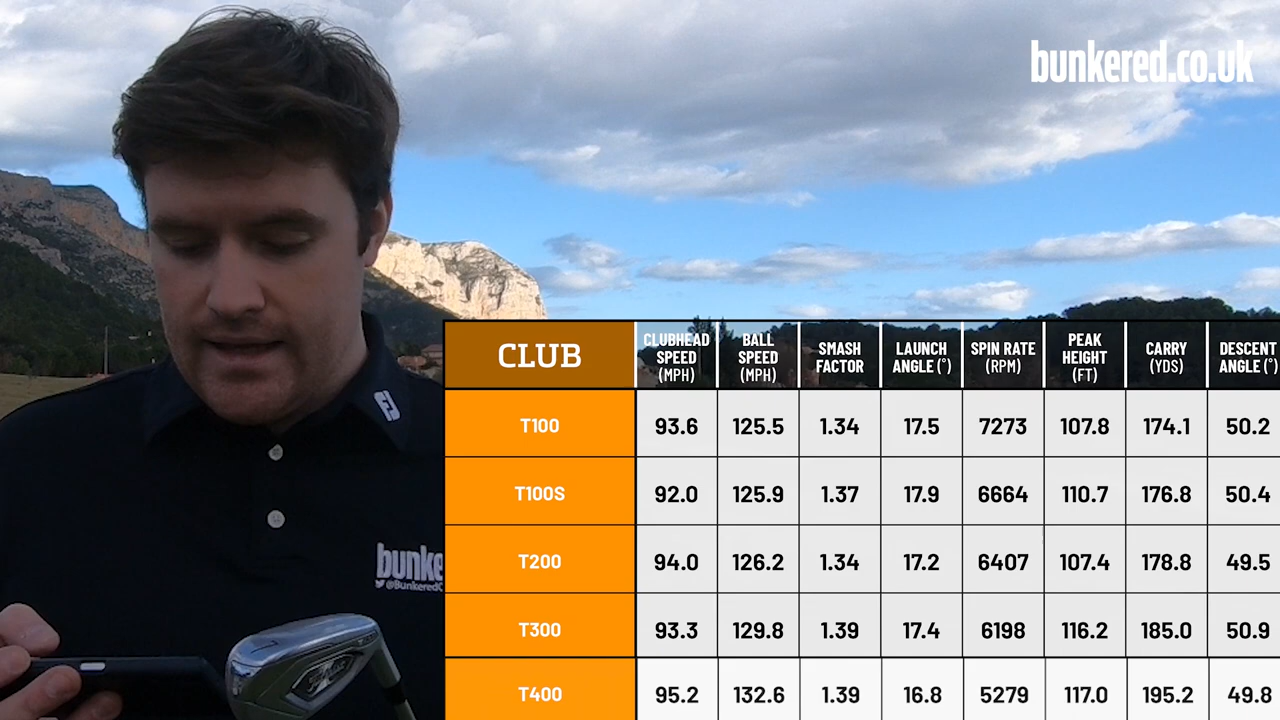 bunkered.co.uk
CLUB CLUBHEAD SPEED (MPH) BALL SPEED (MPH) SMASH FACTOR LAUNCH ANGLE (°) SPIN RATE (RPM) PEAK HEIGHT (FT) CARRY (YDS) DESCENT ANGLE (°)
T100 93.6 125.5 1.34 17.5 7273 107.8 174.1 50.2
T100S 92.0 125.9 1.37 17.9 6664 110.7 176.8 50.4
T200 94.0 126.2 1.34 17.2 6407 107.4 178.8 49.5
T300 93.3 129.8 1.39 17.4 6198 116.2 185.0 50.9
T400 95.2 132.6 1.39 16.8 5279 117.0 195.2 49.8
bunke
@BunkeredO
7
Titleist